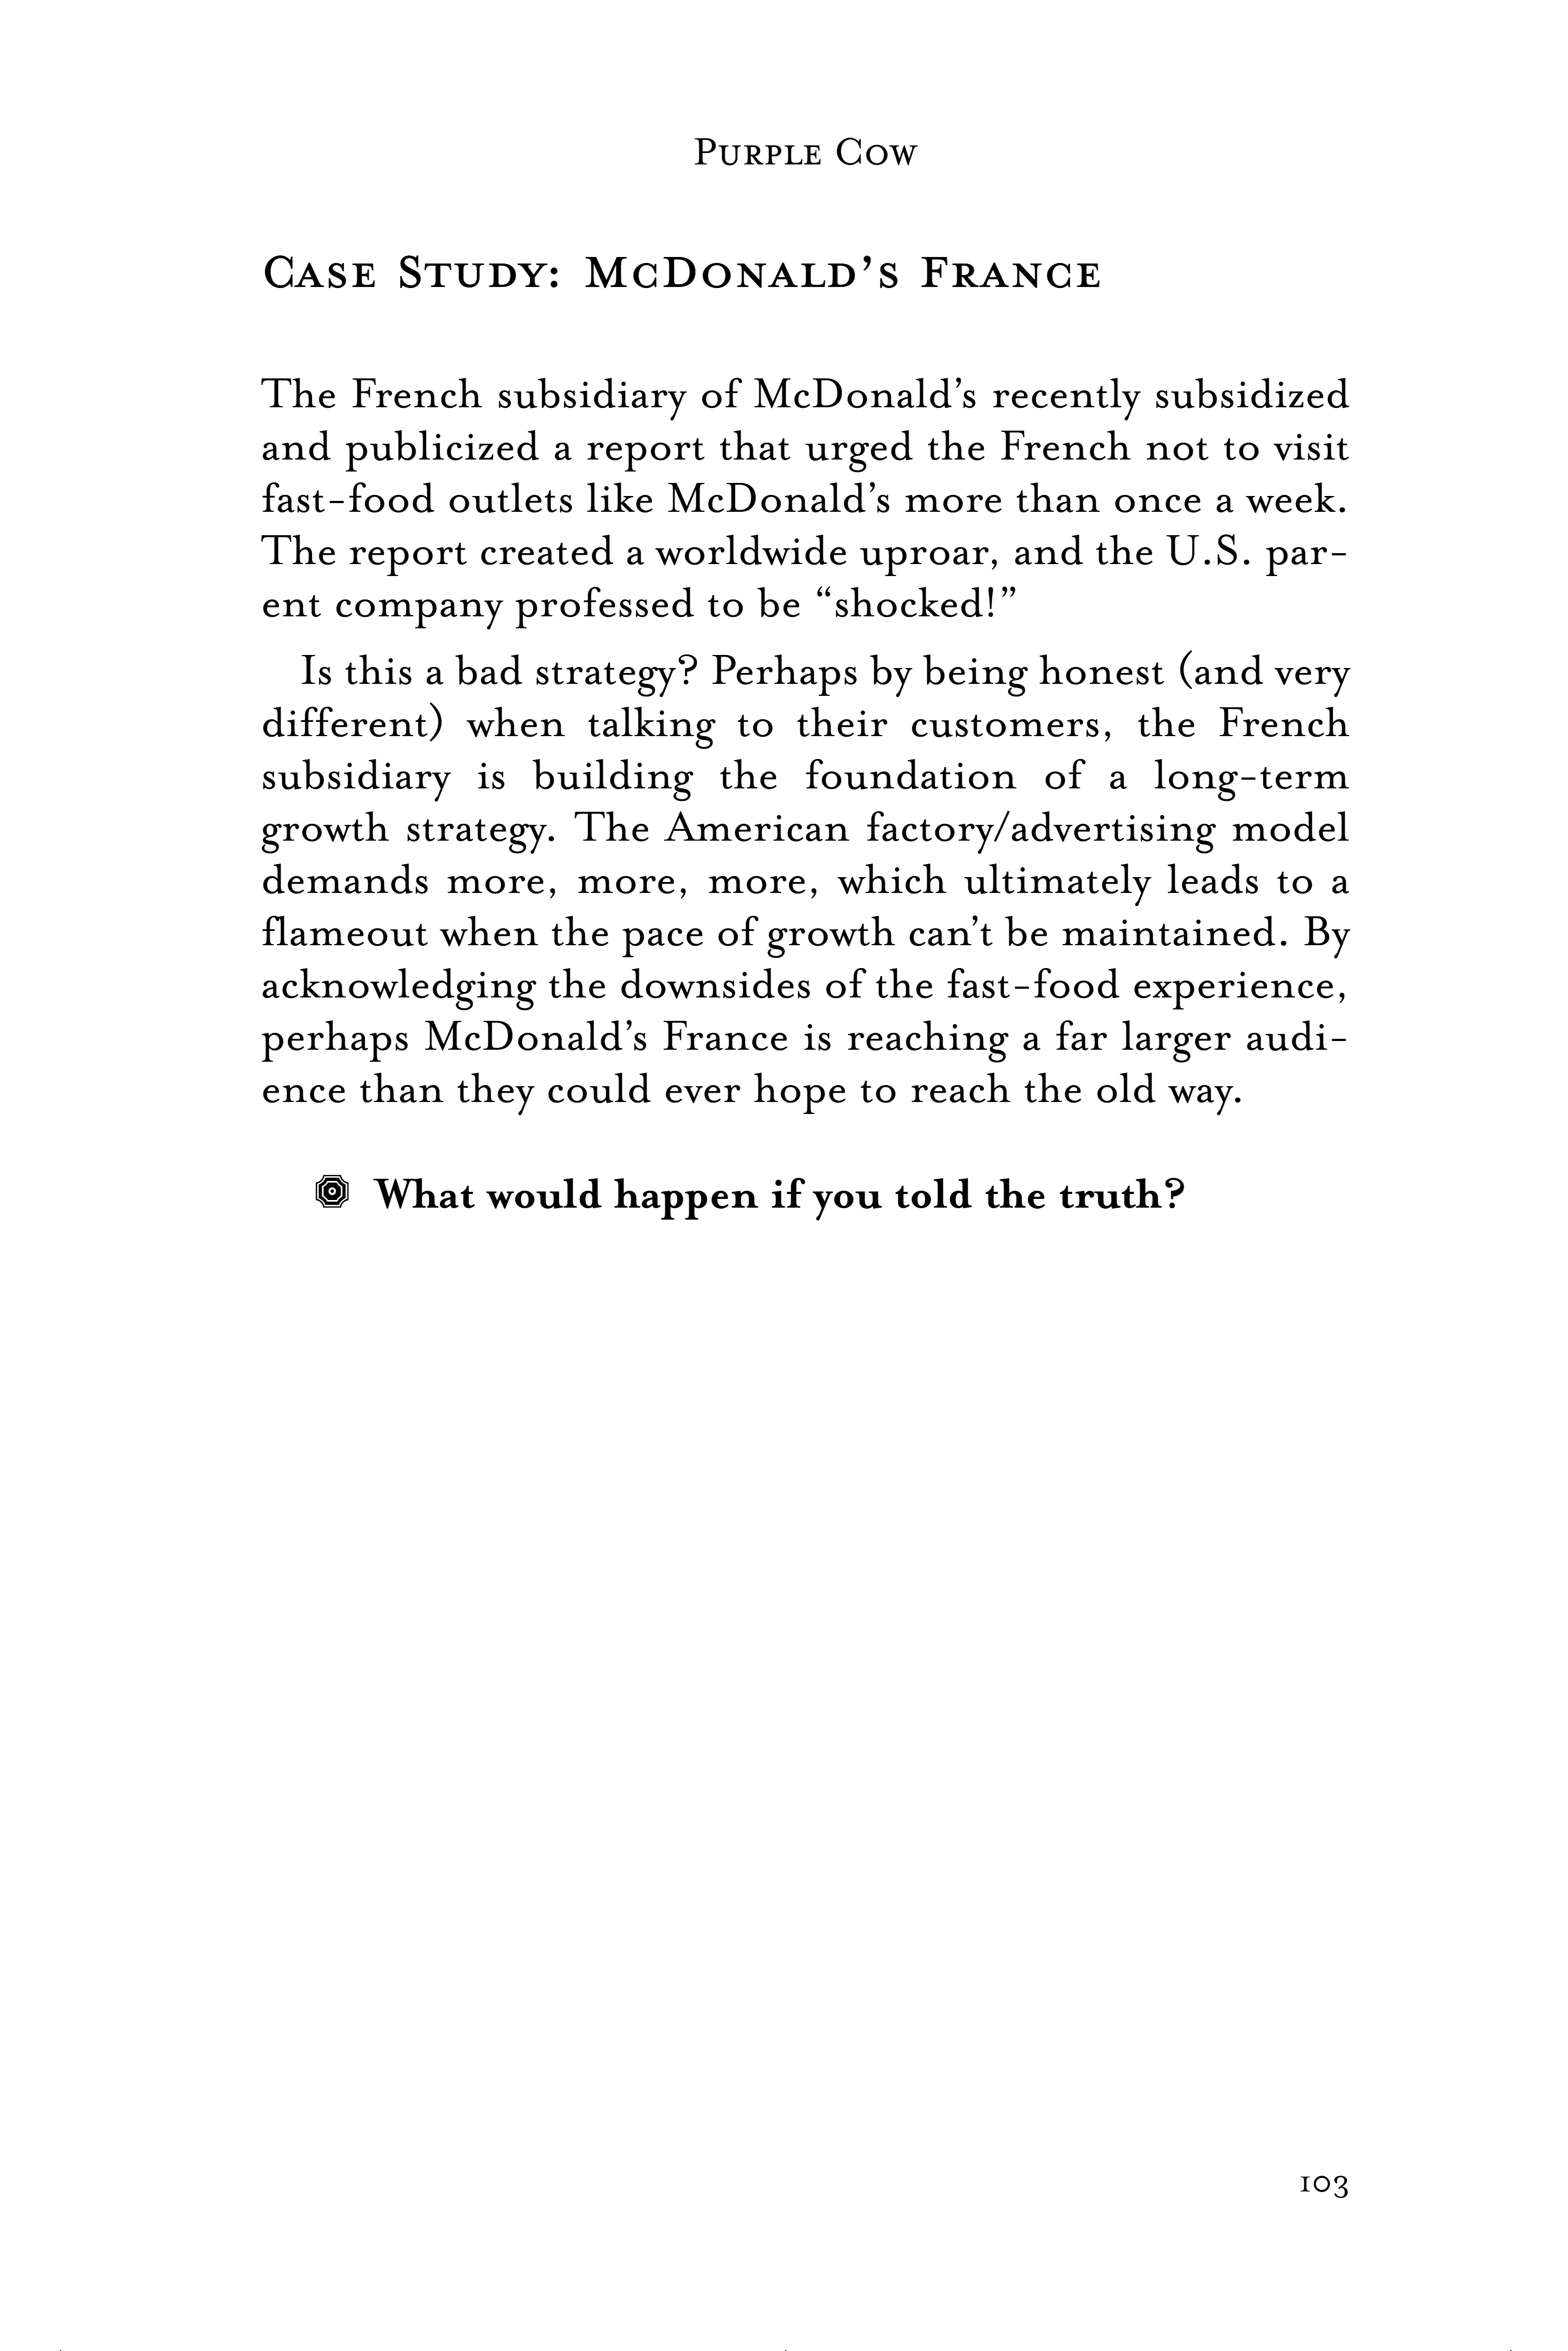 Purple Cow
Case Study: McDonald's France
The French subsidiary of McDonald's recently subsidized
and publicized a report that urged the French not to visit
fast-food outlets like McDonald's more than once a week.
The report created a worldwide uproar, and the U.S. par-
ent company professed to be “shocked!”
Is this a bad strategy? Perhaps by being honest (and very
different) when talking to their customers, the French
subsidiary is building the foundation of a long-term
growth strategy. The American factory/advertising model
demands more, more, more, which ultimately leads to a
flameout when the pace of growth can't be maintained. By
acknowledging the downsides of the fast-food experience,
perhaps McDonald's France is reaching a far larger audi-
ence than they could ever hope to reach the old way.
What would happen if you told the truth?
103